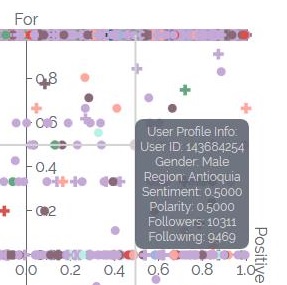 For
0.8
0.6
0.4
0.2
User Profile Info:
User ID: 143684254
Gender: Male
Region: Antioquia
Sentiment: 0.5000
Polarity: 0.5000
Followers: 10311
Following: 9469
0.0 0.2 0.4 0.6 0.8 1.0
Positive